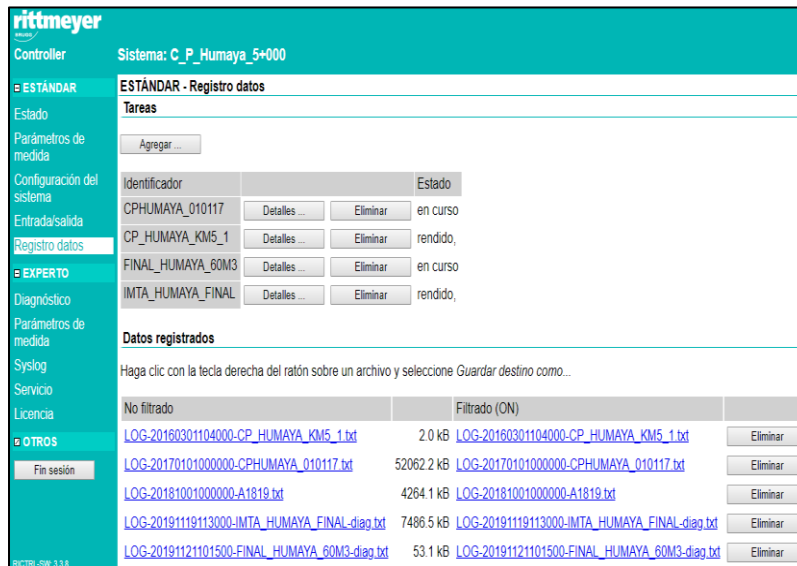 rittmeyer
BRUGG
Controller
Sistema: C_P_Humaya_5+000
ESTÁNDAR
Estado
Parámetros de
medida
Configuración del
sistema
Entrada/salida
Registro datos
EXPERTO
Diagnóstico
Parámetros de
medida
Syslog
Servicio
Licencia
OTROS
Fin sesión
RICTRL-SW: 3.3.8
ESTÁNDAR - Registro datos
Tareas
Agregar ...
Identificador Estado
CPHUMAYA_010117 Detalles ... Eliminar en curso
CP_HUMAYA_KM5_1 Detalles ... Eliminar rendido,
FINAL_HUMAYA_60M3 Detalles ... Eliminar en curso
IMTA_HUMAYA_FINAL Detalles ... Eliminar rendido,
Datos registrados
Haga clic con la tecla derecha del ratón sobre un archivo y seleccione Guardar destino como...
No filtrado Filtrado (ON)
LOG-20160301104000-CP_HUMAYA_KM5_1.txt 2.0 kB LOG-20160301104000-CP_HUMAYA_KM5_1.txt Eliminar
LOG-20170101000000-CPHUMAYA_010117.txt 52062.2 kB LOG-20170101000000-CPHUMAYA_010117.txt Eliminar
LOG-20181001000000-A1819.txt 4264.1 kB LOG-20181001000000-A1819.txt Eliminar
LOG-20191119113000-IMTA_HUMAYA_FINAL-diag.txt 7486.5 kB LOG-20191119113000-IMTA_HUMAYA_FINAL-diag.txt Eliminar
LOG-20191121101500-FINAL_HUMAYA_60M3-diag.txt 53.1 kB LOG-20191121101500-FINAL_HUMAYA_60M3-diag.txt Eliminar